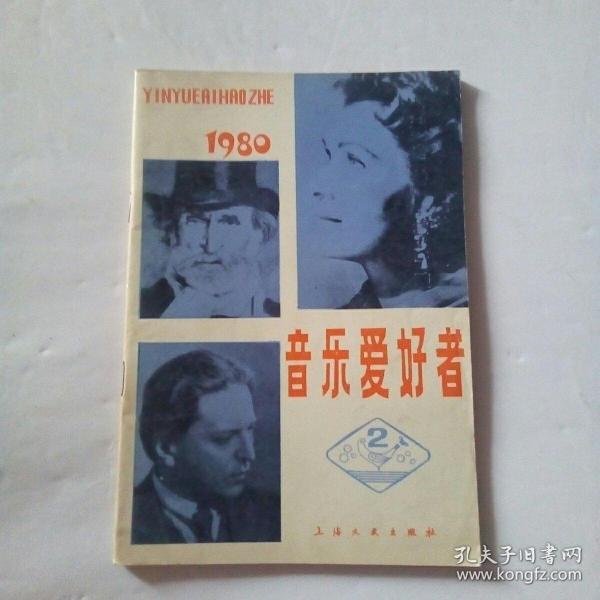 YINYUEAIHAOZHE
1980
音乐爱好者
2
上海文艺出版社
孔夫子旧书网
www.kongfz.com